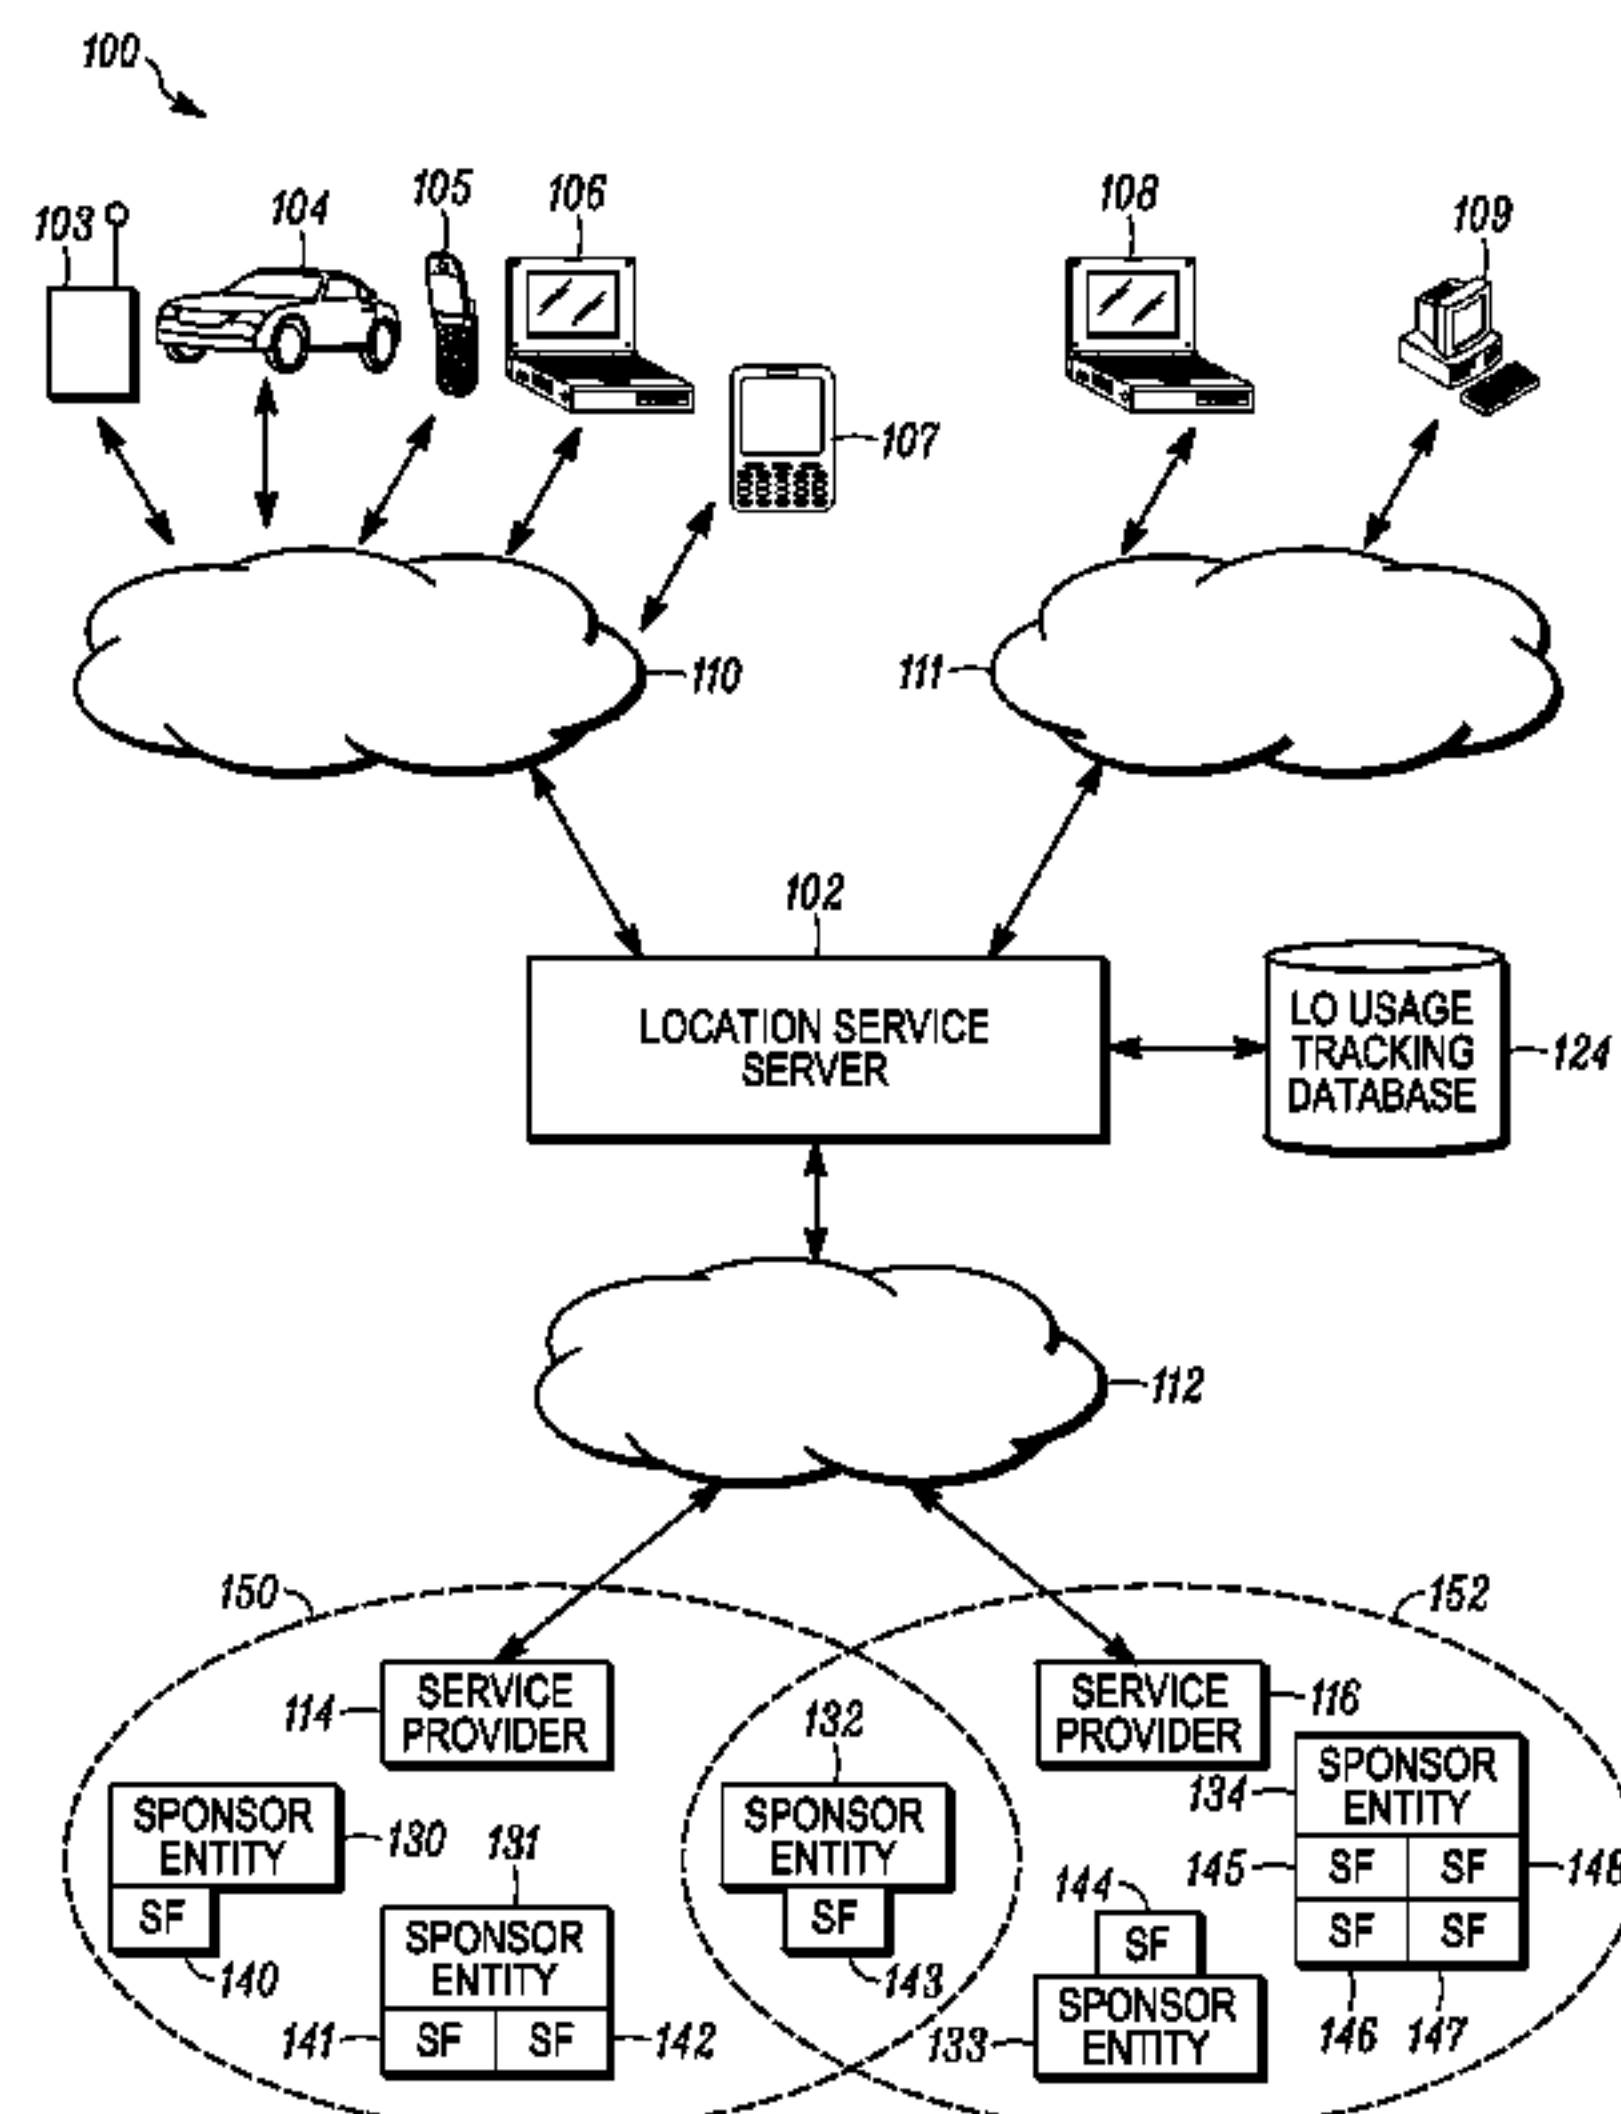 100
103
104
105
106
108
109
107
110
111
102
LOCATION SERVICE
SERVER
LO USAGE
TRACKING
DATABASE
124
112
150
152
SERVICE
PROVIDER
114
SERVICE
PROVIDER
116
132
SPONSOR
ENTITY
134
SPONSOR
ENTITY
130
SF
140
131
SPONSOR
ENTITY
141
SF
SF
142
SPONSOR
ENTITY
SF
143
144
SF
SPONSOR
ENTITY
133
145
SF
SF
148
SF
SF
146
147